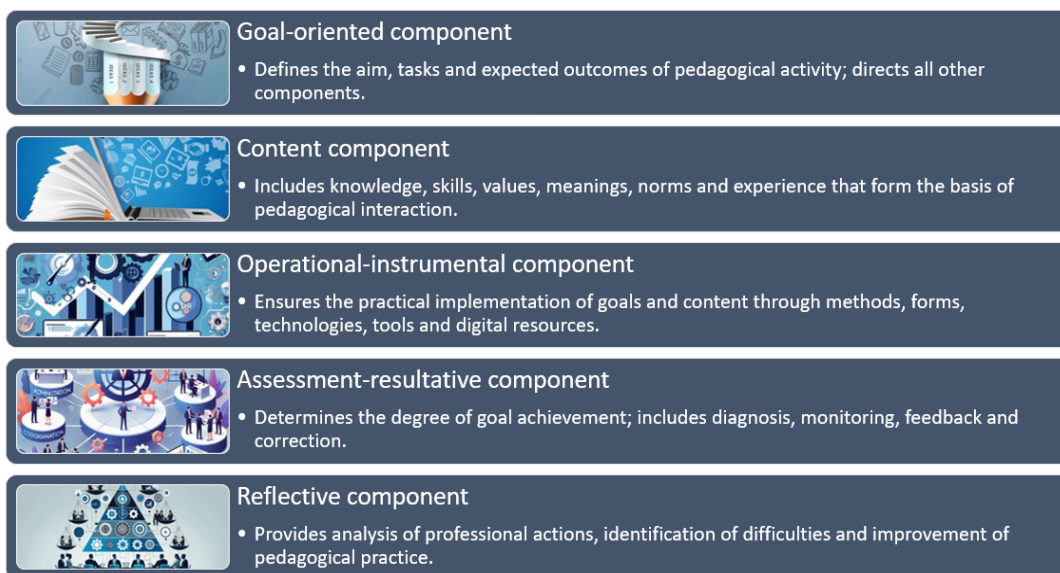 Goal-oriented component
• Defines the aim, tasks and expected outcomes of pedagogical activity; directs all other
components.
Content component
• Includes knowledge, skills, values, meanings, norms and experience that form the basis of
pedagogical interaction.
Operational-instrumental component
• Ensures the practical implementation of goals and content through methods, forms,
technologies, tools and digital resources.
Assessment-resultative component
• Determines the degree of goal achievement; includes diagnosis, monitoring, feedback and
correction.
Reflective component
• Provides analysis of professional actions, identification of difficulties and improvement of
pedagogical practice.